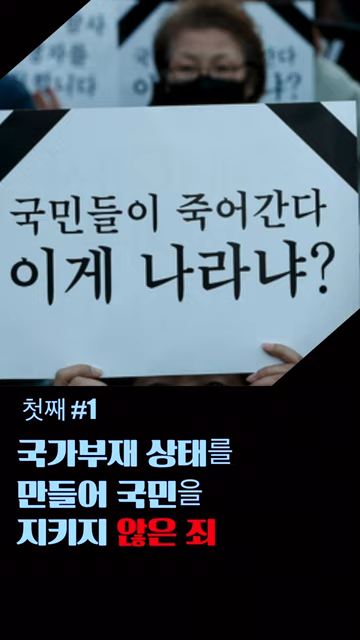 국민들이 죽어간다
이게 나라냐?
첫째 #1
국가부재 상태를
만들어 국민을
지키지 않은 죄